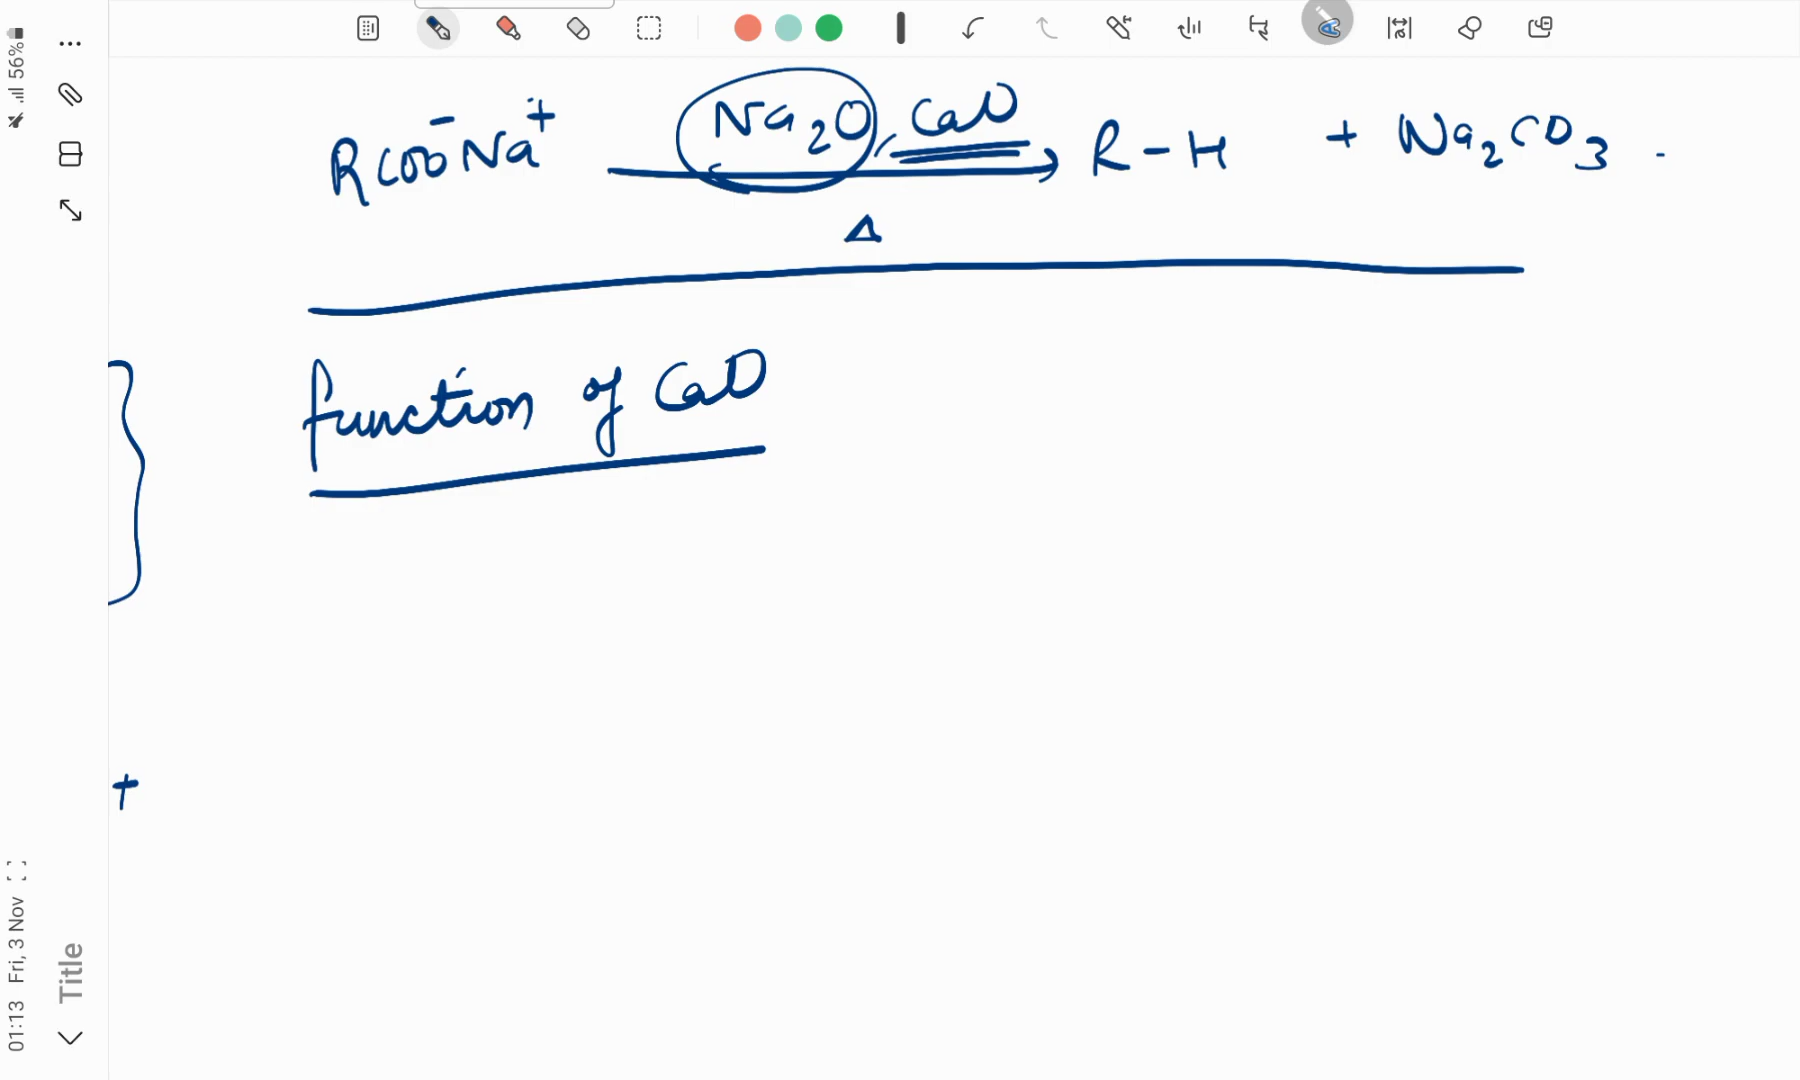 RCOO⁻Na⁺ Na₂O, CaO → R-H + Na₂CO₃.
Δ
function of CaO
+
56%
01:13 Fri, 3 Nov
Title